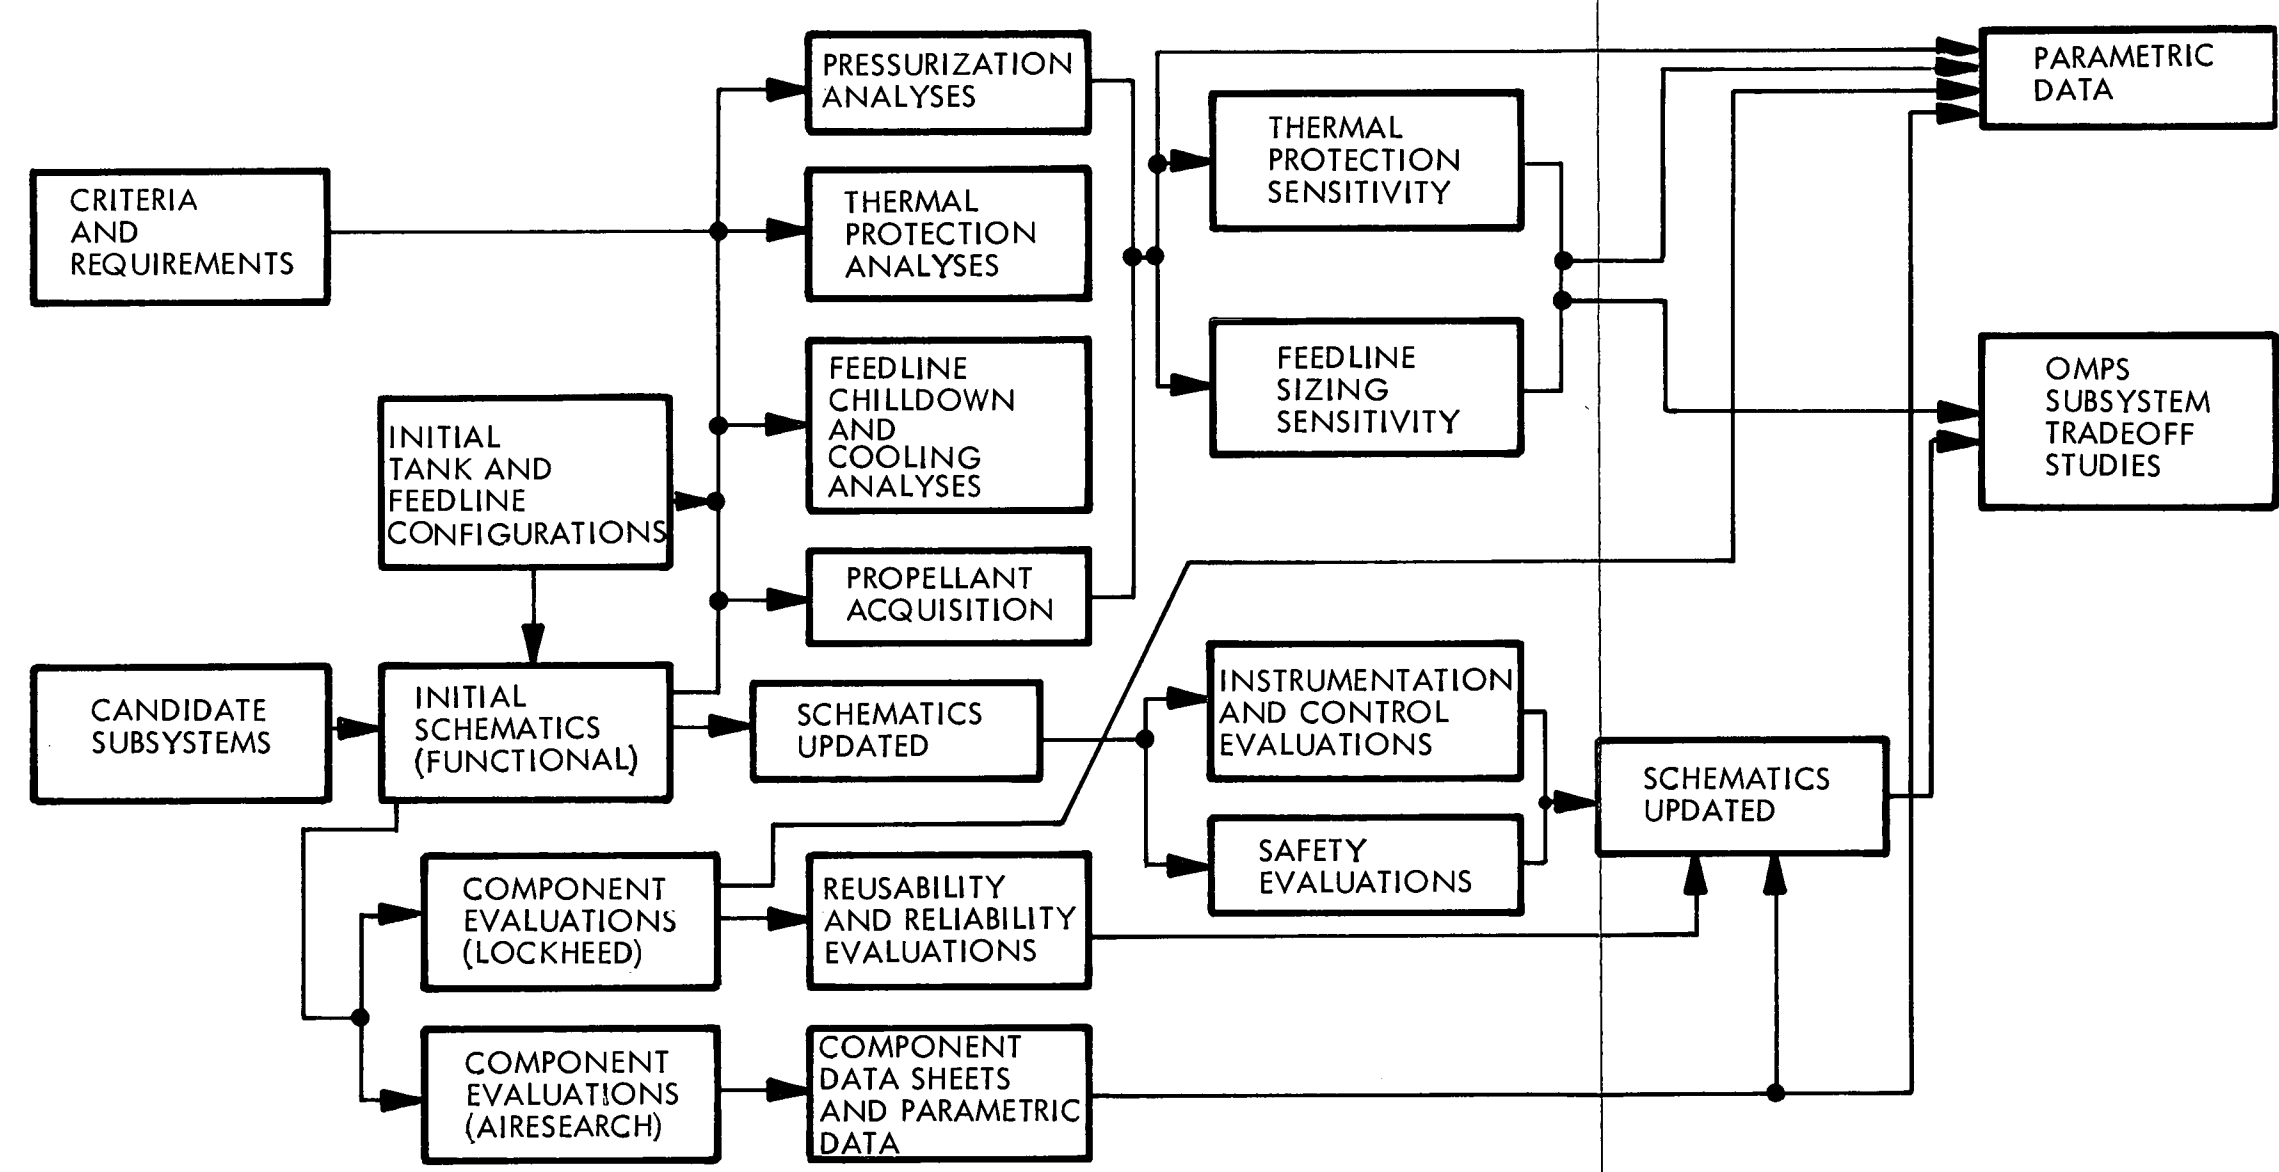 PRESSURIZATION
ANALYSES
PARAMETRIC
DATA
THERMAL
PROTECTION
SENSITIVITY
CRITERIA
AND
REQUIREMENTS
THERMAL
PROTECTION
ANALYSES
FEEDLINE
CHILLDOWN
AND
COOLING
ANALYSES
FEEDLINE
SIZING
SENSITIVITY
OMPS
SUBSYSTEM
TRADEOFF
STUDIES
INITIAL
TANK AND
FEEDLINE
CONFIGURATIONS
PROPELLANT
ACQUISITION
CANDIDATE
SUBSYSTEMS
INITIAL
SCHEMATICS
(FUNCTIONAL)
SCHEMATICS
UPDATED
INSTRUMENTATION
AND CONTROL
EVALUATIONS
SCHEMATICS
UPDATED
SAFETY
EVALUATIONS
COMPONENT
EVALUATIONS
(LOCKHEED)
REUSABILITY
AND RELIABILITY
EVALUATIONS
COMPONENT
EVALUATIONS
(AIRESEARCH)
COMPONENT
DATA SHEETS
AND PARAMETRIC
DATA